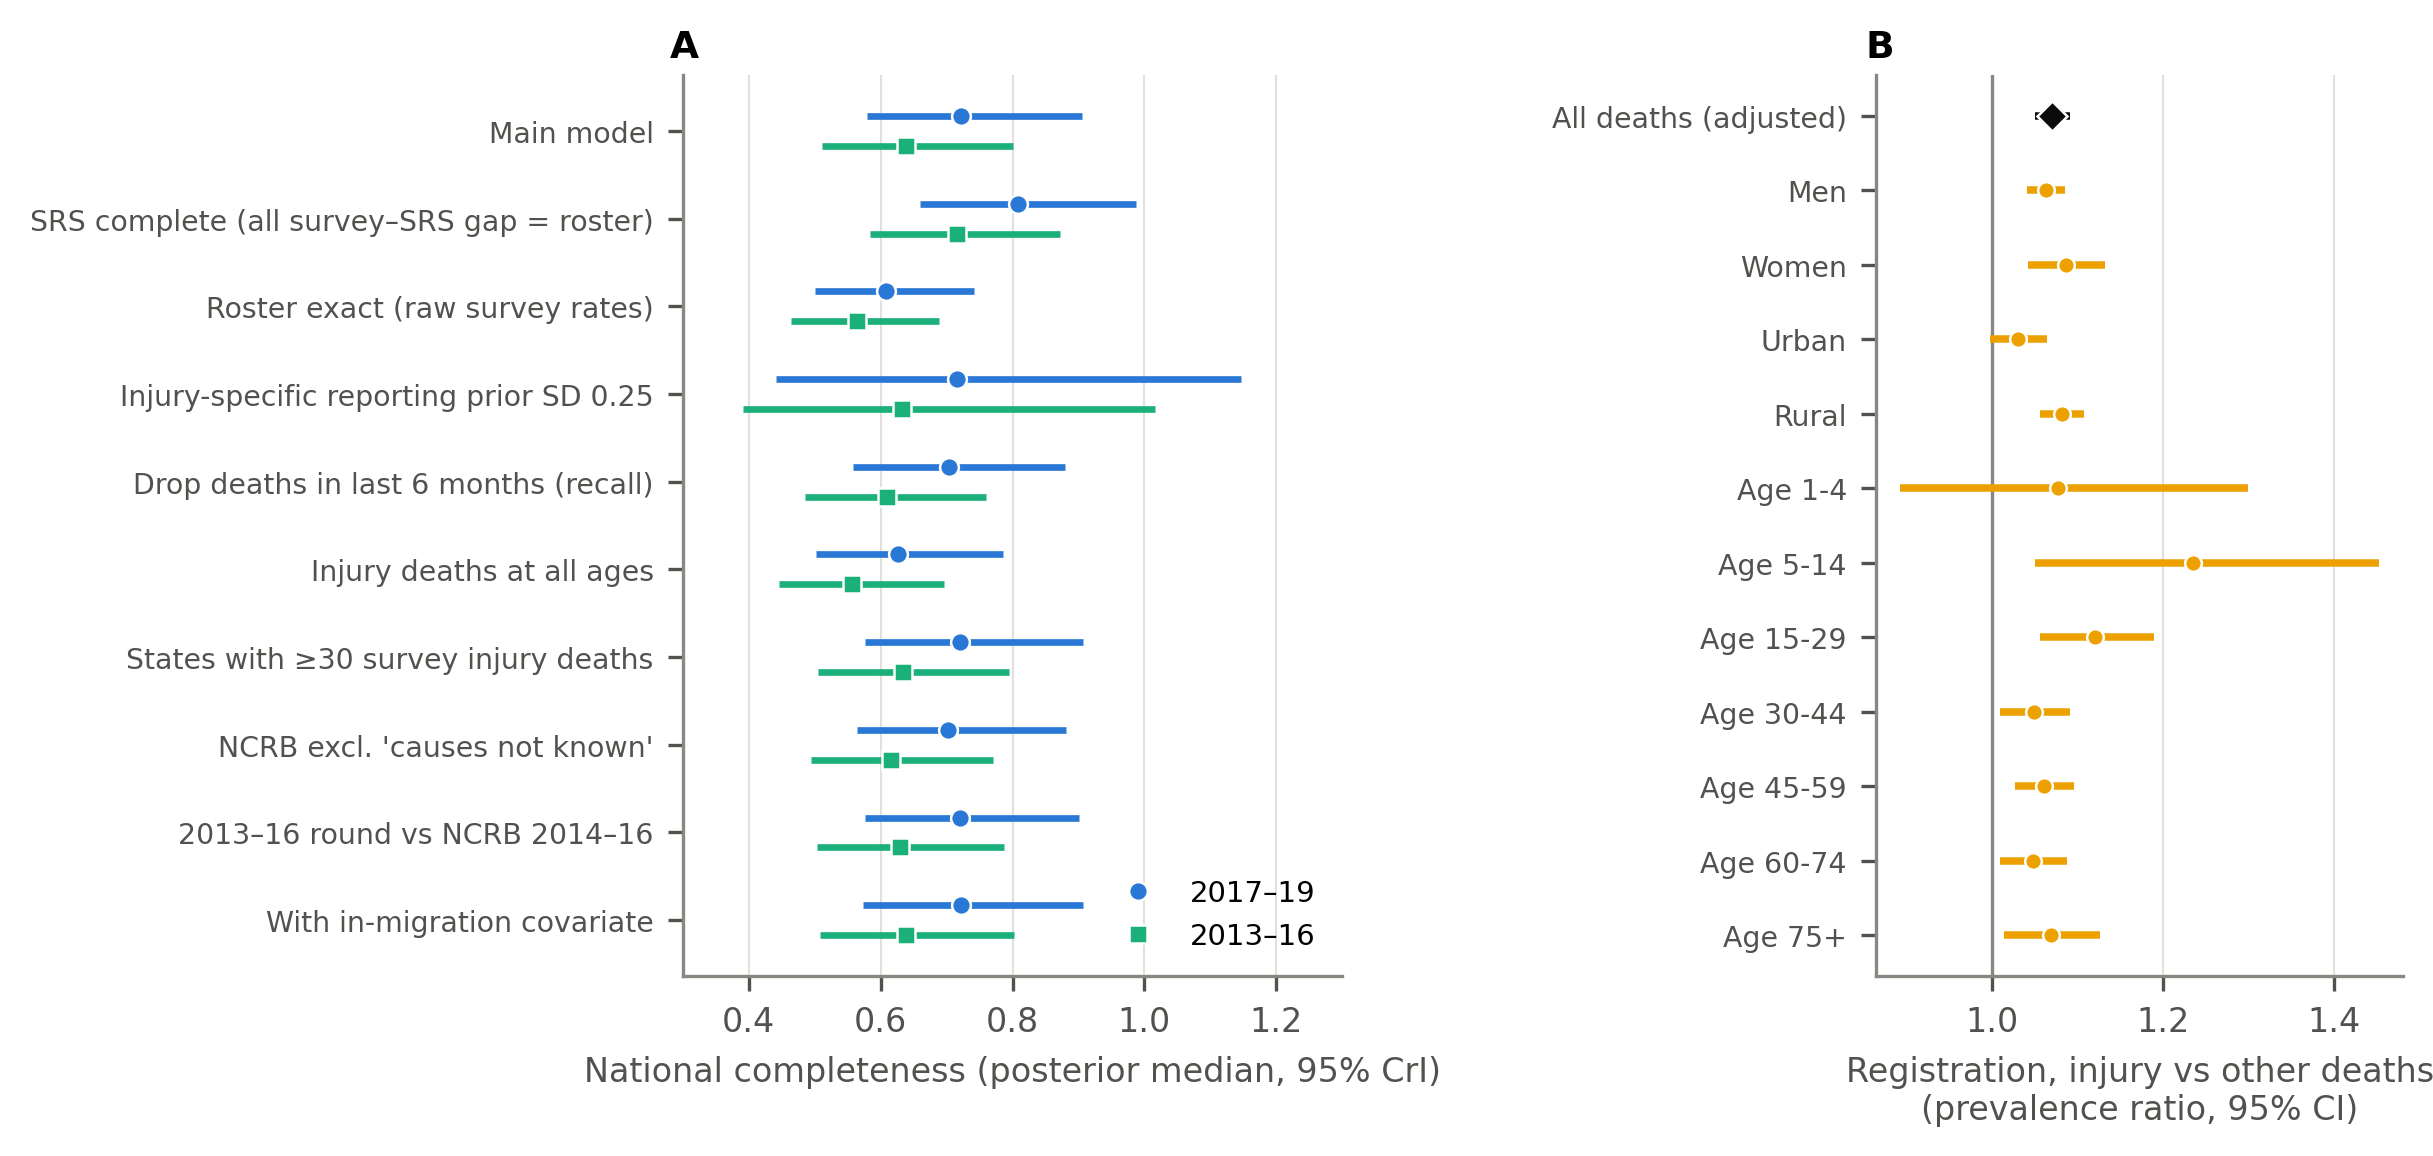 A
Main model
SRS complete (all survey–SRS gap = roster)
Roster exact (raw survey rates)
Injury-specific reporting prior SD 0.25
Drop deaths in last 6 months (recall)
Injury deaths at all ages
States with ≥30 survey injury deaths
NCRB excl. 'causes not known'
2013–16 round vs NCRB 2014–16
With in-migration covariate
2017–19
2013–16
0.4 0.6 0.8 1.0 1.2
National completeness (posterior median, 95% CrI)
B
All deaths (adjusted)
Men
Women
Urban
Rural
Age 1-4
Age 5-14
Age 15-29
Age 30-44
Age 45-59
Age 60-74
Age 75+
1.0 1.2 1.4
Registration, injury vs other deaths
(prevalence ratio, 95% CI)